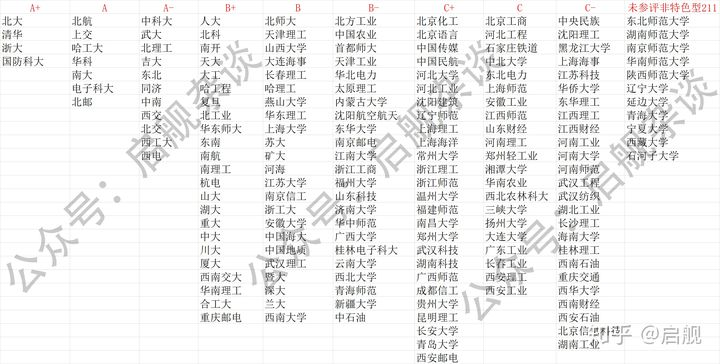 A+ A A- B+ B B- C+ C C- 未参评非特色型211
北大 北航 中科大 人大 北师大 北方工业 北京化工 北京工商 中央民族 东北师范大学
清华 上交 武大 北科 天津理工 中国农业 北京语言 河北工程 沈阳工业 湖南师范大学
浙大 哈工大 北理工 南开 山西大学 首都师大 中国传媒 石家庄铁道 黑龙江大学 南京师范大学
国防科大 华科 吉大 天大 大连海事 天津工业 中国民航 中北大学 上海海事 华南师范大学
南大 东北 大工 长春理工 华北电力 河北大学 东北电力 江苏科技 陕西师范大学
电子科大 同济 哈工程 哈理工 太原理工 河北工业 上海师范 华侨大学 辽宁大学
北邮 中南 复旦 燕山大学 内蒙古大学 沈阳建筑 安徽工业 东华理工 延边大学
西交 北工业 华东理工 沈阳航空航天 辽宁师范 江西师范 江西理工 青海大学
北交 华东师大 上海大学 东华大学 上海理工 山东财经 江西财经 宁夏大学
西工大 东南 苏大 南京邮电 上海海洋 河南理工 河南工业 西藏大学
西电 南航 矿大 江南大学 常州大学 郑州轻工业 河南大学 石河子大学
南理工 河海 浙江工商 浙江理工 湘潭大学 河南师范
杭电 江苏大学 福州大学 浙江师范 华南农业 武汉工程
山大 南京信工 山东科技 温州大学 西北农林科大 武汉纺织
湖大 浙工大 济南大学 福建师范 三峡大学 湖北工业
重大 安徽大学 华中师范 南昌大学 扬州大学 长沙理工
中大 中国海大 广西大学 郑州大学 大连大学 海南大学
川大 中国地质 桂林电子科大 武汉科技 广东工业 桂林理工
厦大 武汉理工 云南大学 湖南科技 长春工业 西南石油
西南交大 暨大 西北大学 广西师范 西安理工 重庆交通
华南理工 深大 青海师范 成都信工 西安工业 西华大学
合工大 兰大 新疆大学 贵州大学 西南财经
重庆邮电 西南大学 中石油 昆明理工 西安石油
长安大学 北京信息科技
青岛大学 湖南工业
西安邮电
公众号：启舰杂谈
公众号：启舰杂谈
知乎 @启舰